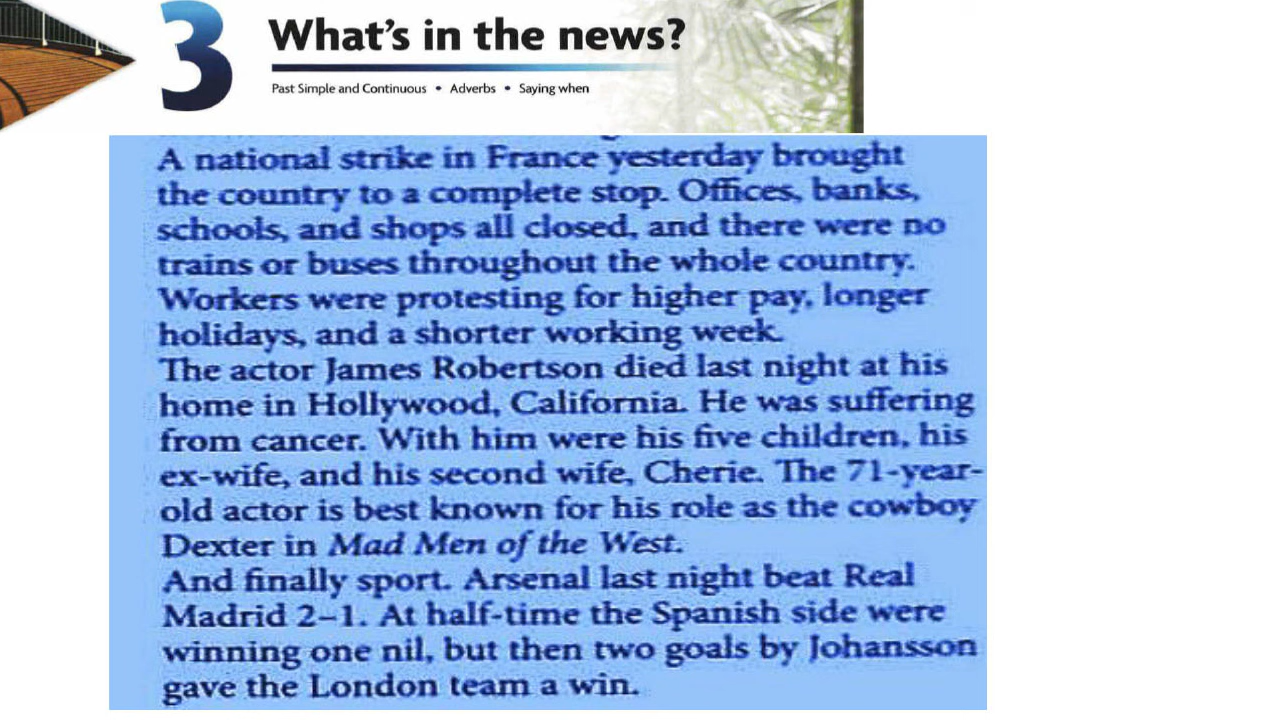 3
What's in the news?
Past Simple and Continuous • Adverbs • Saying when
A national strike in France yesterday brought
the country to a complete stop. Offices, banks,
schools, and shops all closed, and there were no
trains or buses throughout the whole country.
Workers were protesting for higher pay, longer
holidays, and a shorter working week.
The actor James Robertson died last night at his
home in Hollywood, California. He was suffering
from cancer. With him were his five children, his
ex-wife, and his second wife, Cherie. The 71-year-
old actor is best known for his role as the cowboy
Dexter in Mad Men of the West.
And finally sport. Arsenal last night beat Real
Madrid 2–1. At half-time the Spanish side were
winning one nil, but then two goals by Johansson
gave the London team a win.